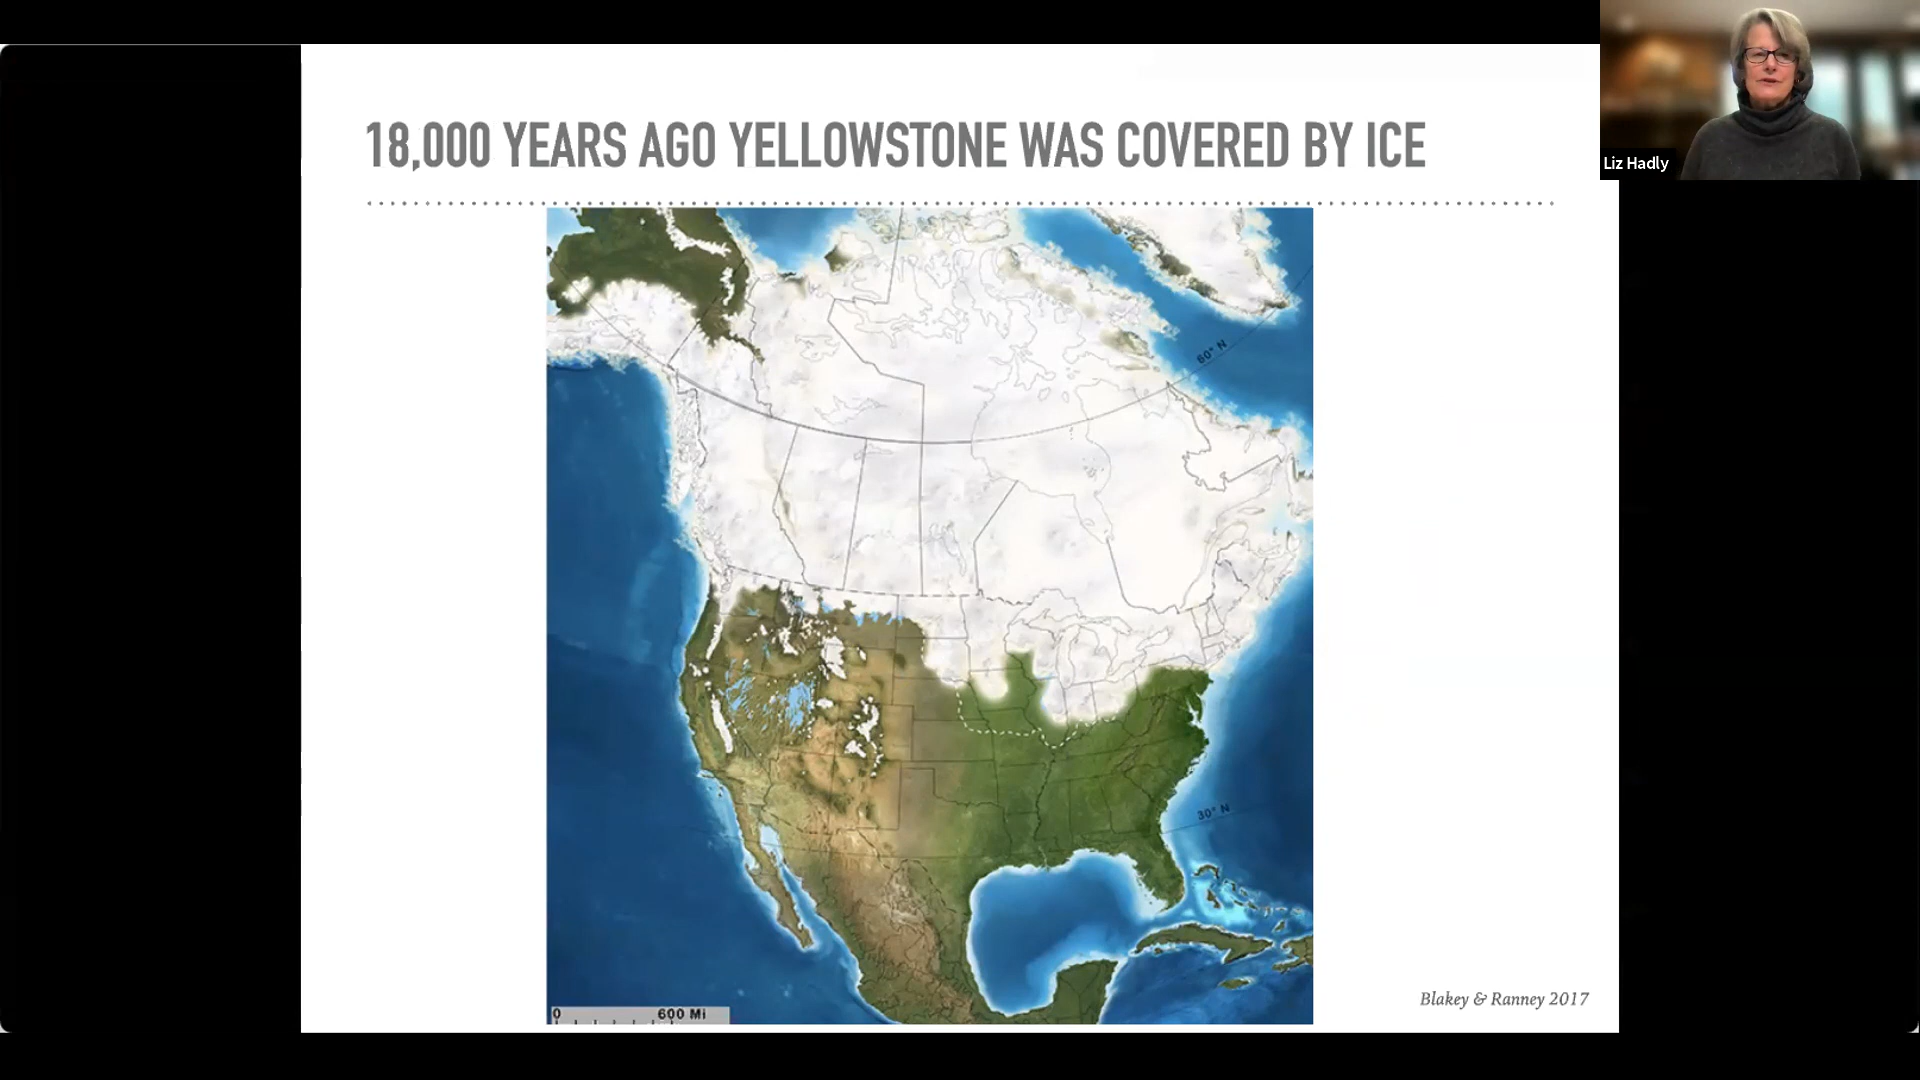 18,000 YEARS AGO YELLOWSTONE WAS COVERED BY ICE
Liz Hadly
60° N
30° N
0 600 Mi
Blakey & Ranney 2017